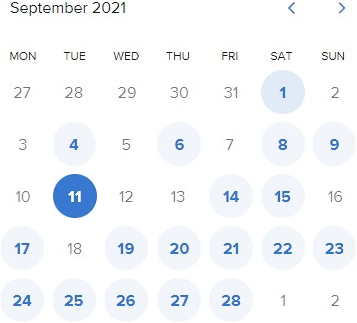 September 2021
MON TUE WED THU FRI SAT SUN
27 28 29 30 31 1 2
3 4 5 6 7 8 9
10 11 12 13 14 15 16
17 18 19 20 21 22 23
24 25 26 27 28 1 2